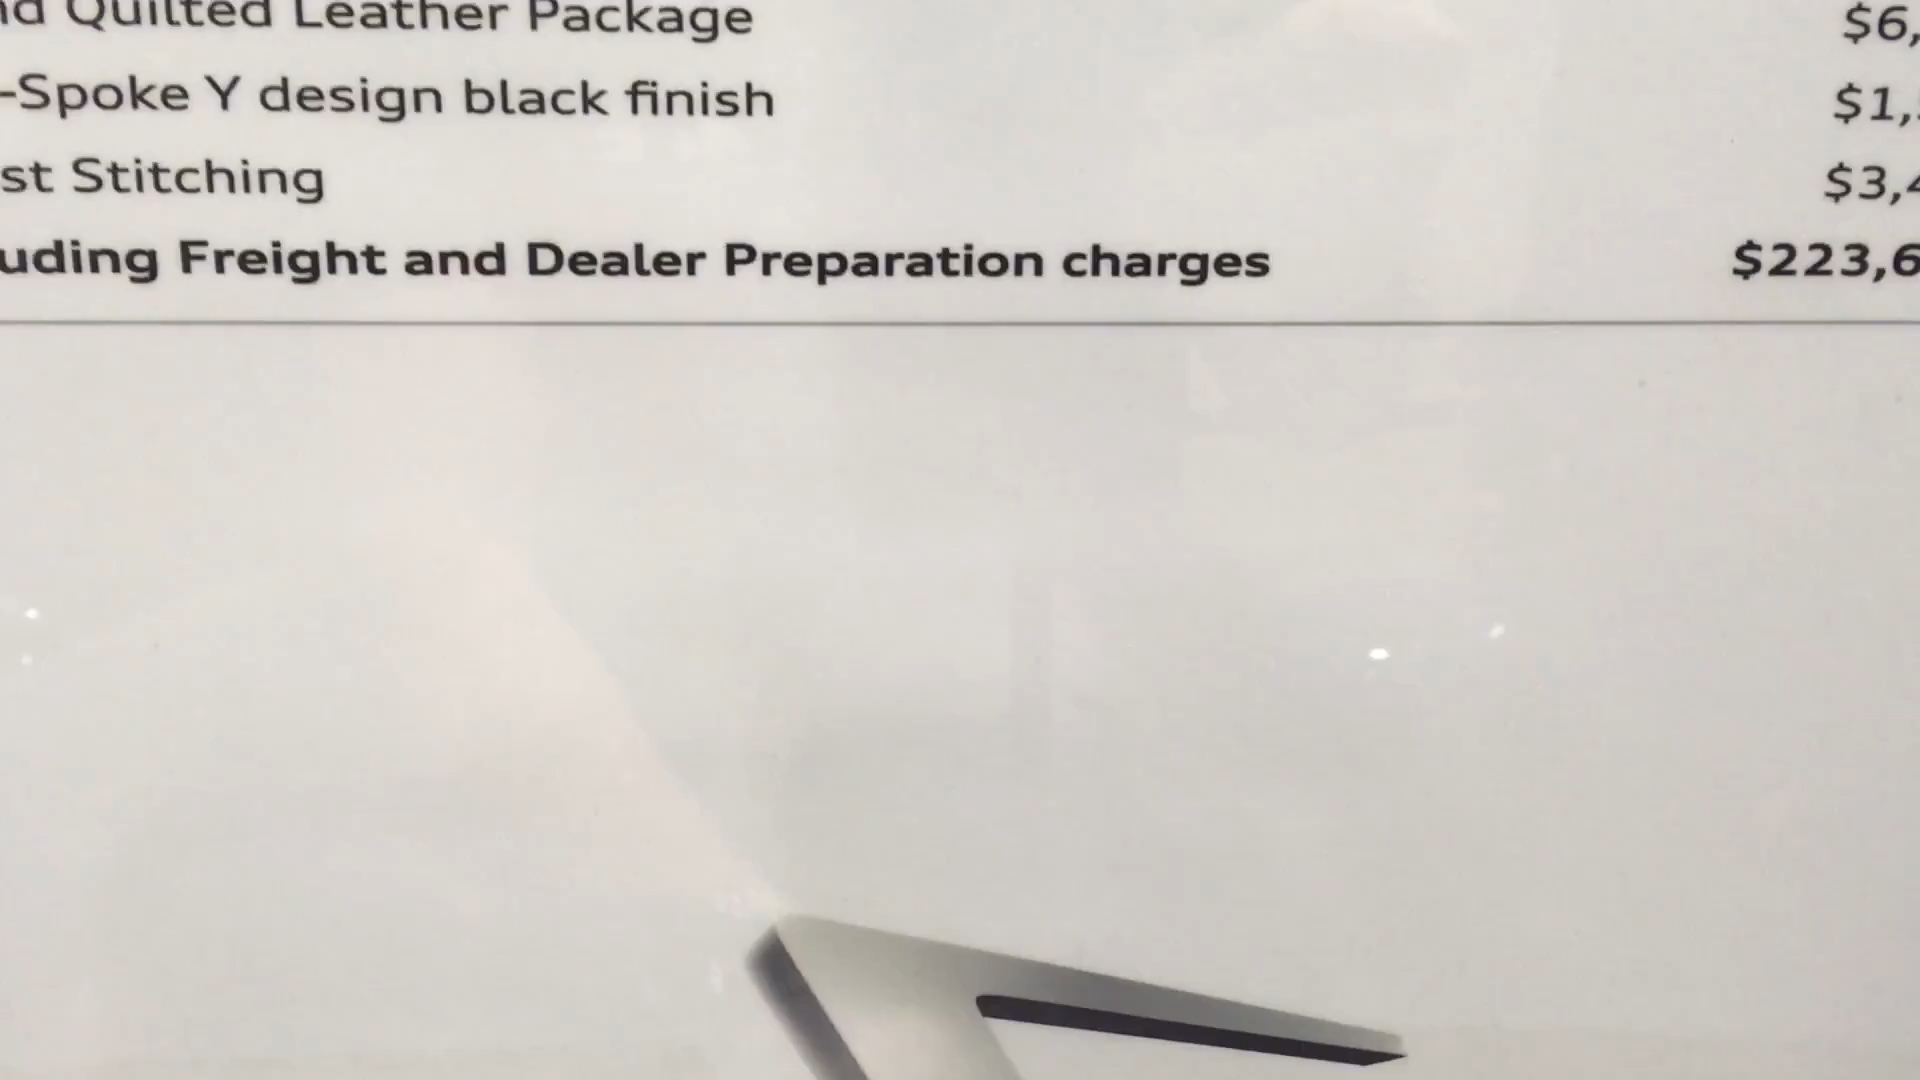 Quilted Leather Package $6,
-Spoke Y design black finish $1,
st Stitching $3,4
uding Freight and Dealer Preparation charges $223,6